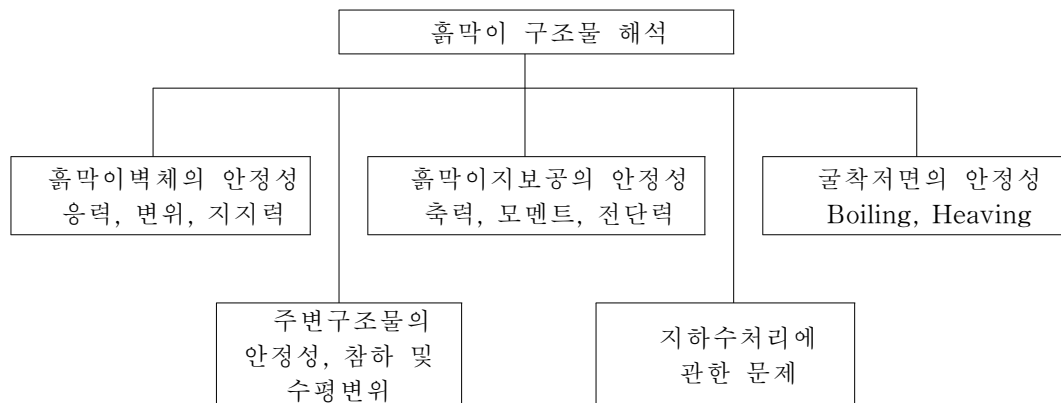 흙막이 구조물 해석
흙막이벽체의 안정성
응력, 변위, 지지력
흙막이지보공의 안정성
축력, 모멘트, 전단력
굴착저면의 안정성
Boiling, Heaving
주변구조물의
안정성, 참하 및
수평변위
지하수처리에
관한 문제